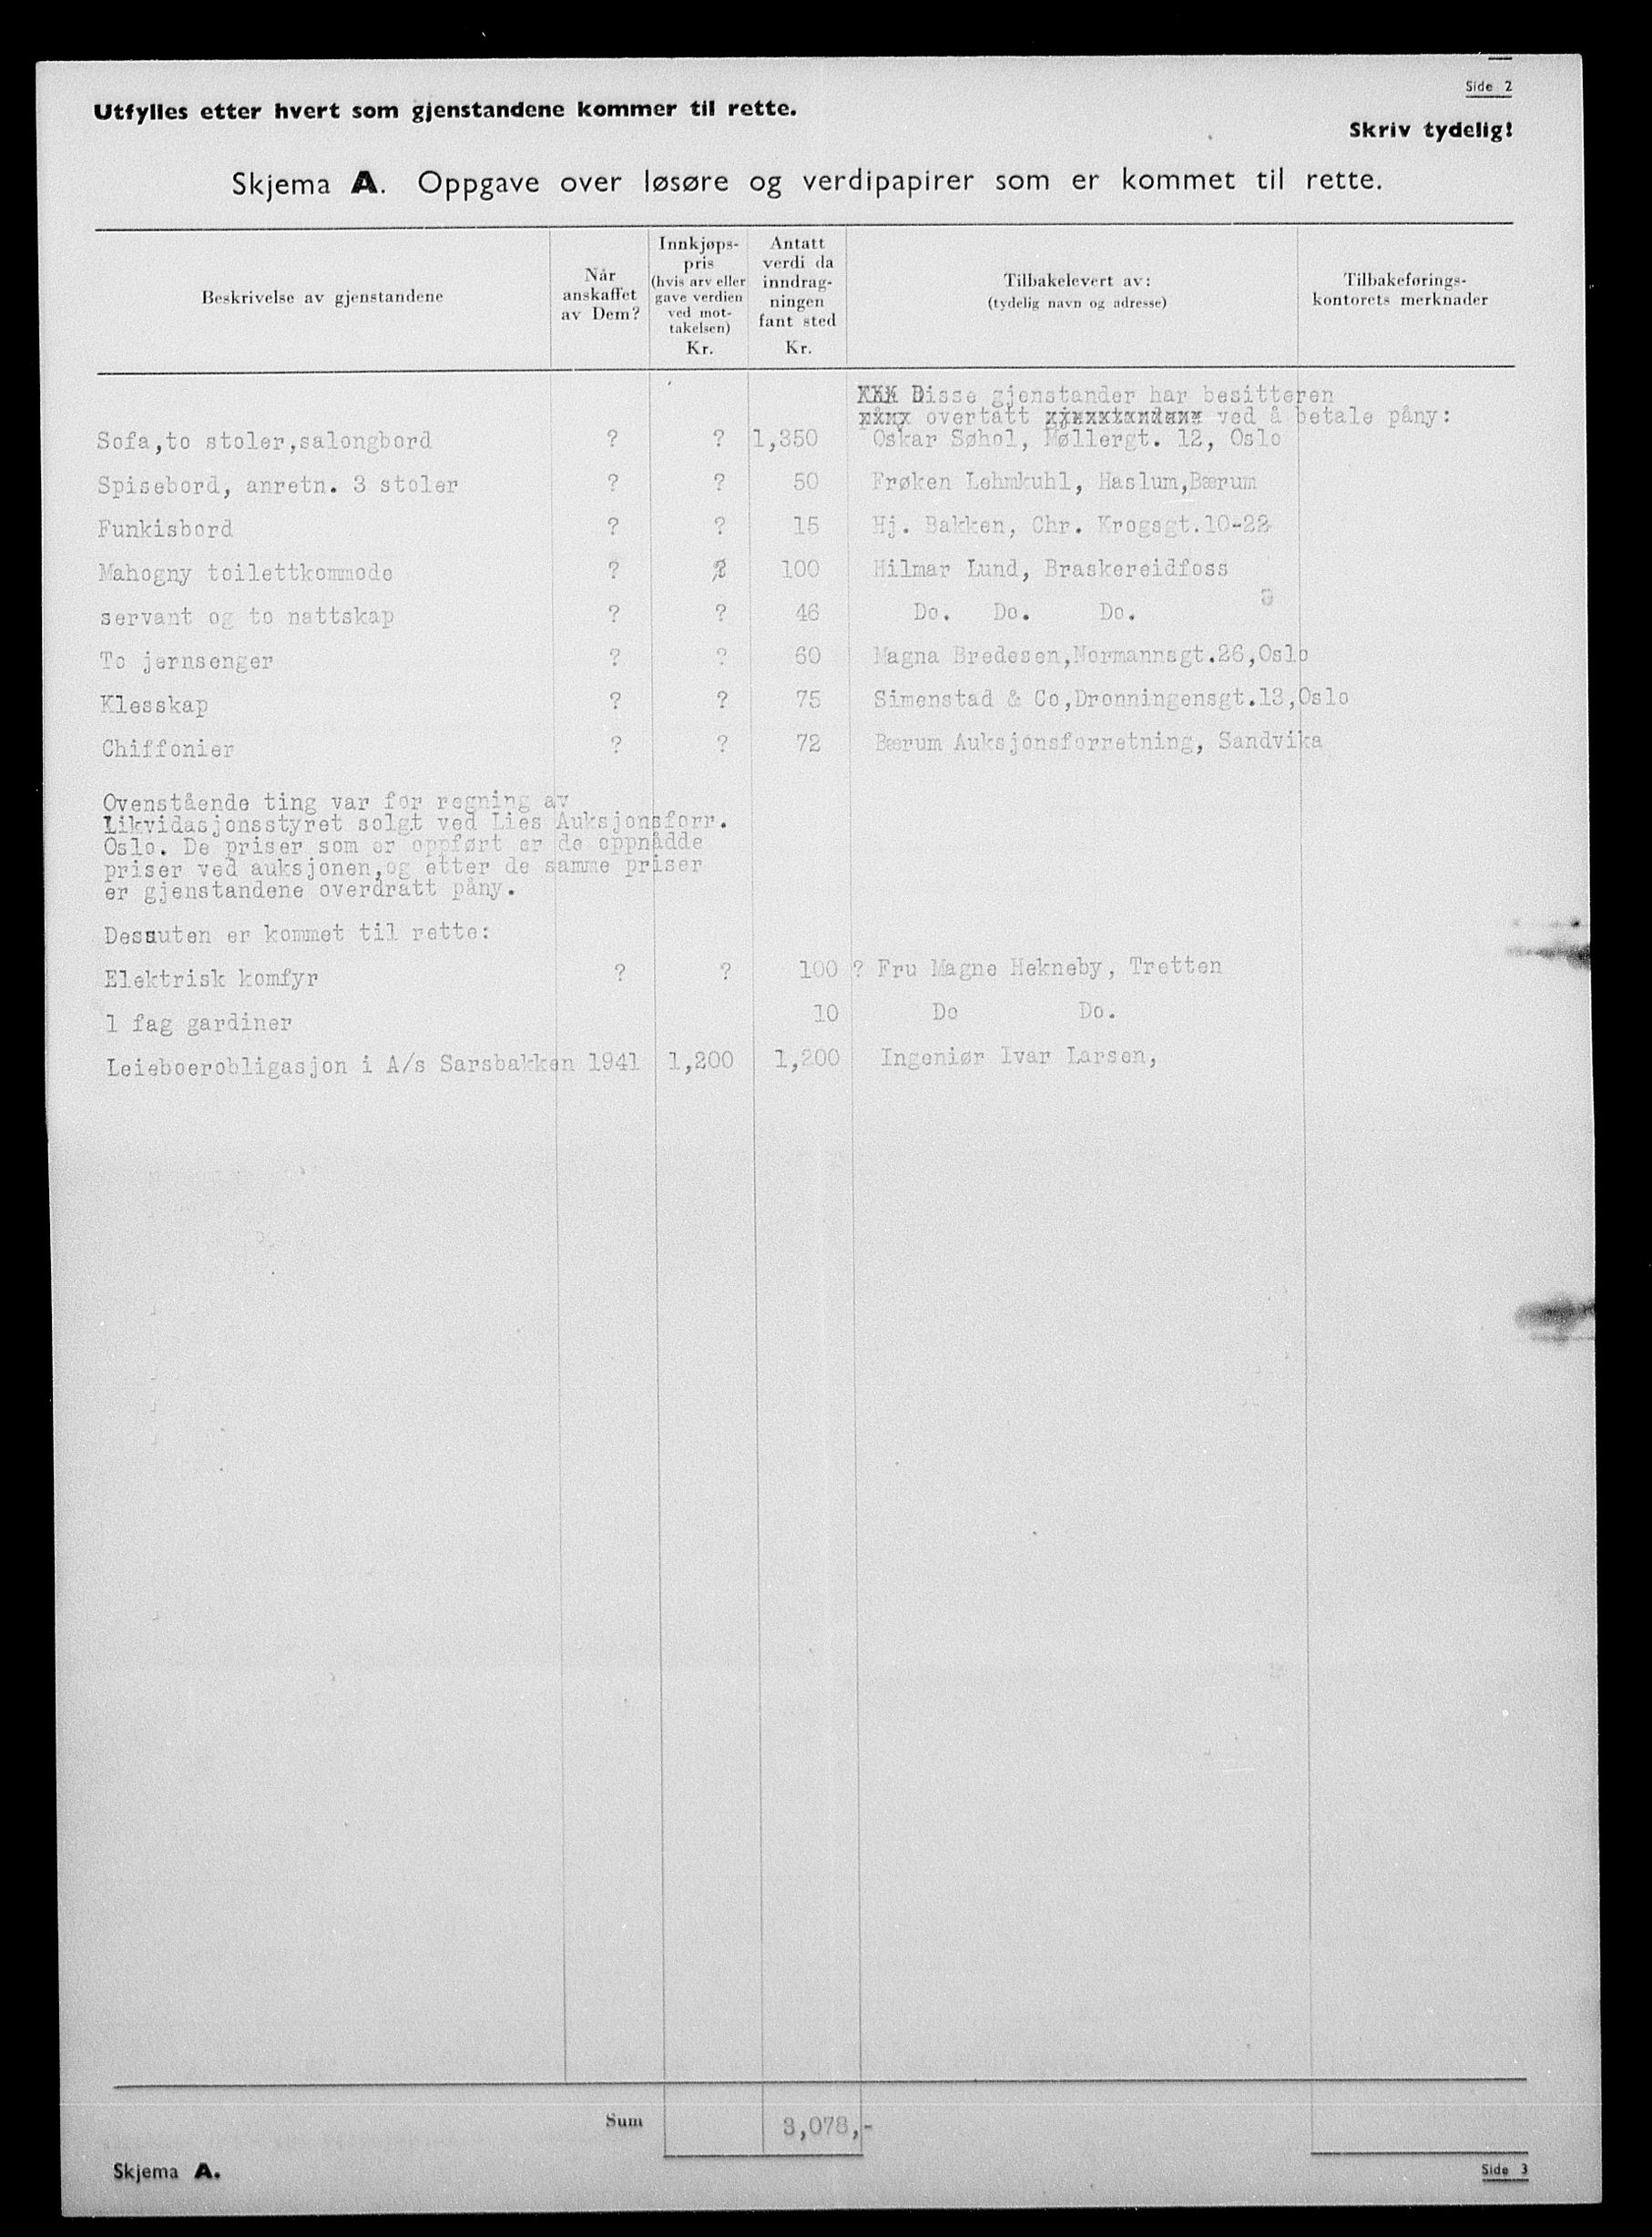 Side 2
Utfylles etter hvert som gjenstandene kommer til rette.
Skriv tydelig!
Skjema A. Oppgave over løsøre og verdipapirer som er kommet til rette.
Beskrivelse av gjenstandene
Når
anskaffet
av Dem?
Innkjøps-
pris
(hvis arv eller
gave verdien
ved mot-
takelsen)
Kr.
Antatt
verdi da
inndrag-
ningen
fant sted
Kr.
Tilbakelevert av:
(tydelig navn og adresse)
Tilbakeførings-
kontorets merknader
Disse gjenstander har besitteren
overtatt ved å betale påny:
Sofa,to stoler,salongbord ? ? 1,350 Oskar Søhol, Møllergt. 12, Oslo
Spisebord, anretn. 3 stoler ? ? 50 Frøken Lehmkuhl, Haslum,Bærum
Funkisbord ? ? 15 Hj. Bakken, Chr. Krogsgt.10-22
Mahogny toilettkommode ? ? 100 Hilmar Lund, Braskereidfoss
servant og to nattskap ? ? 46 Do. Do. Do.
To jernsenger ? ? 60 Magna Bredesen,Normannsgt.26,Oslo
Klesskap ? ? 75 Simenstad & Co,Dronningensgt.13,Oslo
Chiffonier ? ? 72 Bærum Auksjonsforretning, Sandvika
Ovenstående ting var for regning av
Likvidasjonsstyret solgt ved Lies Auksjonsforr.
Oslo. De priser som er oppført er de oppnådde
priser ved auksjonen,og etter de samme priser
er gjenstandene overdratt påny.
Dessuten er kommet til rette:
Elektrisk komfyr ? ? 100 ? Fru Magne Hekneby, Tretten
1 fag gardiner 10 Do Do.
Leieboerobligasjon i A/s Sarsbakken 1941 1,200 1,200 Ingeniør Ivar Larsen,
Sum 3,078,-
Skjema A.
Side 3